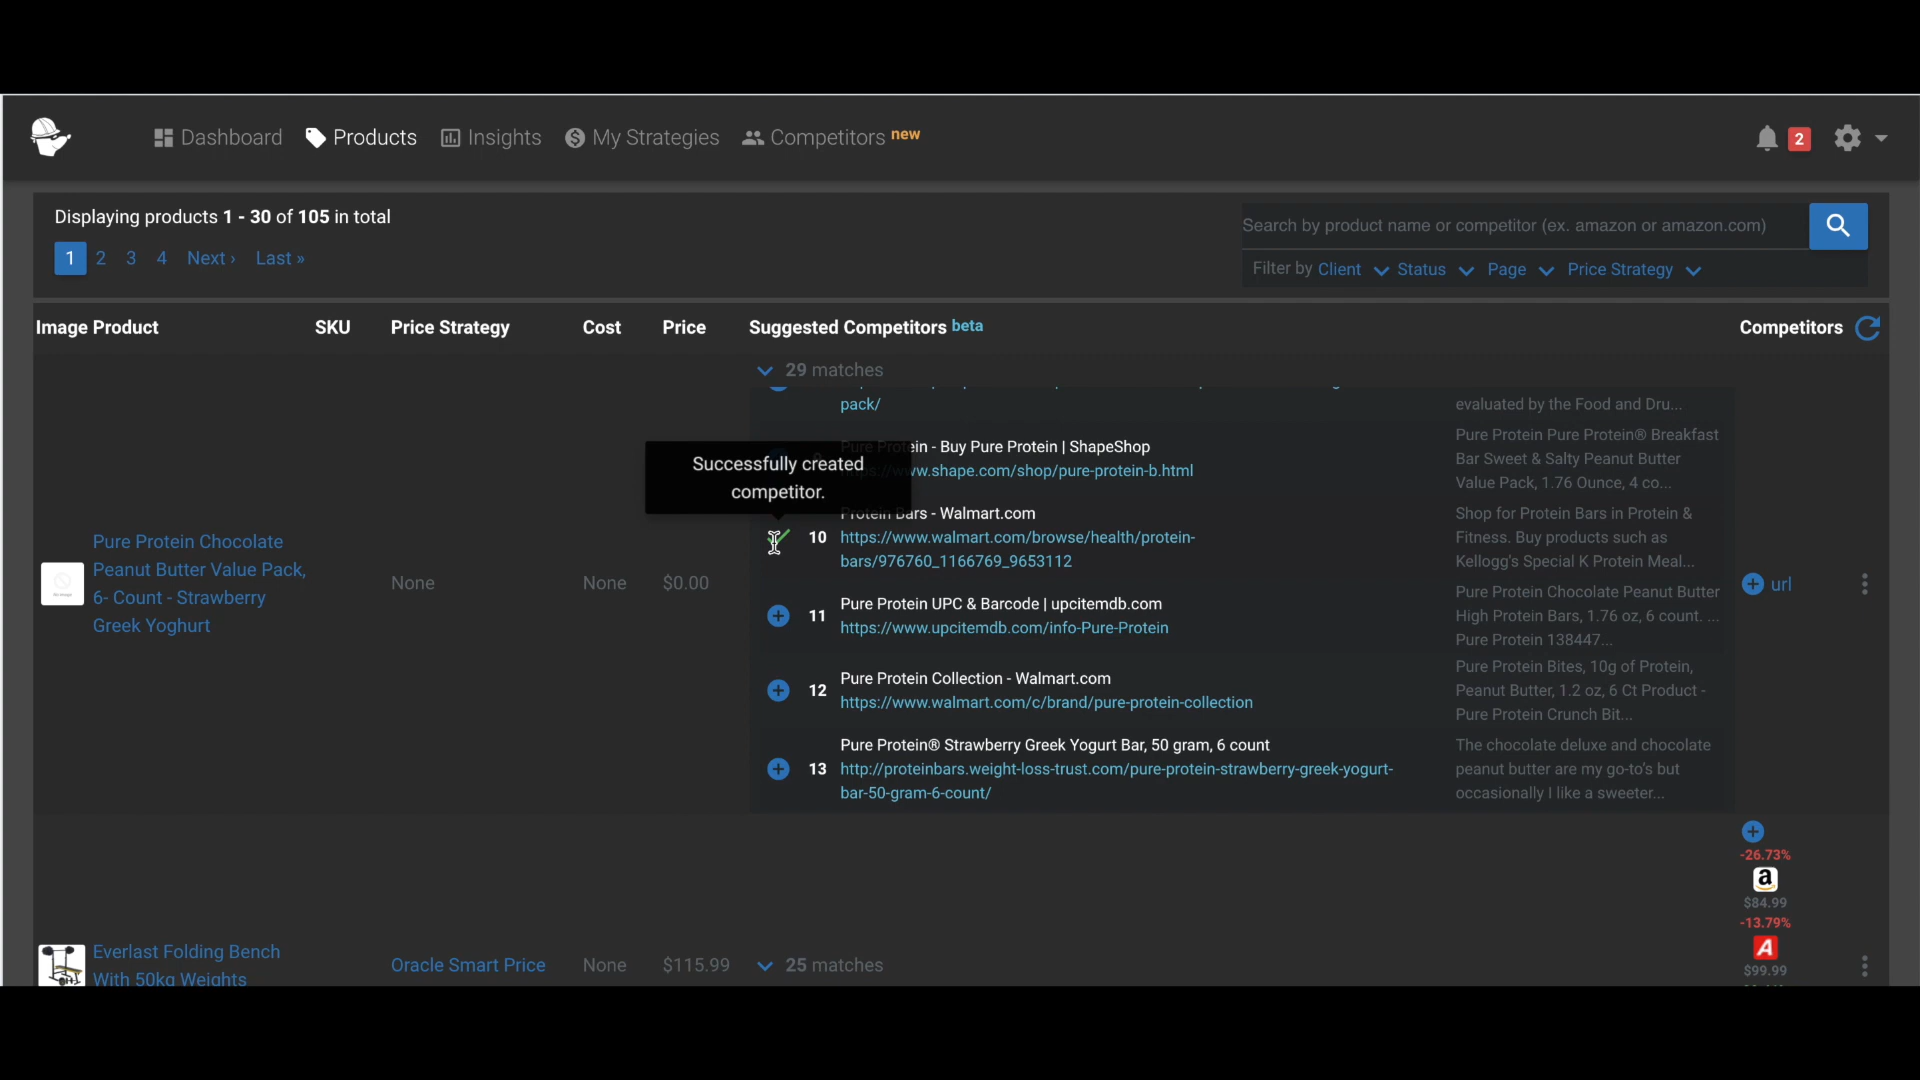 Dashboard Products Insights My Strategies Competitors new 2
Displaying products 1 - 30 of 105 in total
1 2 3 4 Next › Last »
Search by product name or competitor (ex. amazon or amazon.com)
Filter by Client Status Page Price Strategy
Image Product SKU Price Strategy Cost Price Suggested Competitors beta Competitors
29 matches
pack/
evaluated by the Food and Dru...
Pure Protein - Buy Pure Protein | ShapeShop
www.shape.com/shop/pure-protein-b.html
Pure Protein Pure Protein® Breakfast
Bar Sweet & Salty Peanut Butter
Value Pack, 1.76 Ounce, 4 co...
Successfully created
competitor.
10
Protein Bars - Walmart.com
https://www.walmart.com/browse/health/protein-
bars/976760_1166769_9653112
Shop for Protein Bars in Protein &
Fitness. Buy products such as
Kellogg's Special K Protein Meal...
Pure Protein Chocolate
Peanut Butter Value Pack,
6- Count - Strawberry
Greek Yoghurt
None None $0.00
11
Pure Protein UPC & Barcode | upcitemdb.com
https://www.upcitemdb.com/info-Pure-Protein
Pure Protein Chocolate Peanut Butter
High Protein Bars, 1.76 oz, 6 count. ...
Pure Protein 138447...
url
12
Pure Protein Collection - Walmart.com
https://www.walmart.com/c/brand/pure-protein-collection
Pure Protein Bites, 10g of Protein,
Peanut Butter, 1.2 oz, 6 Ct Product -
Pure Protein Crunch Bit...
13
Pure Protein® Strawberry Greek Yogurt Bar, 50 gram, 6 count
http://proteinbars.weight-loss-trust.com/pure-protein-strawberry-greek-yogurt-
bar-50-gram-6-count/
The chocolate deluxe and chocolate
peanut butter are my go-to's but
occasionally I like a sweeter...
-26.73%
a
$84.99
-13.79%
A
$99.99
Everlast Folding Bench
With 50kg Weights
Oracle Smart Price None $115.99 25 matches